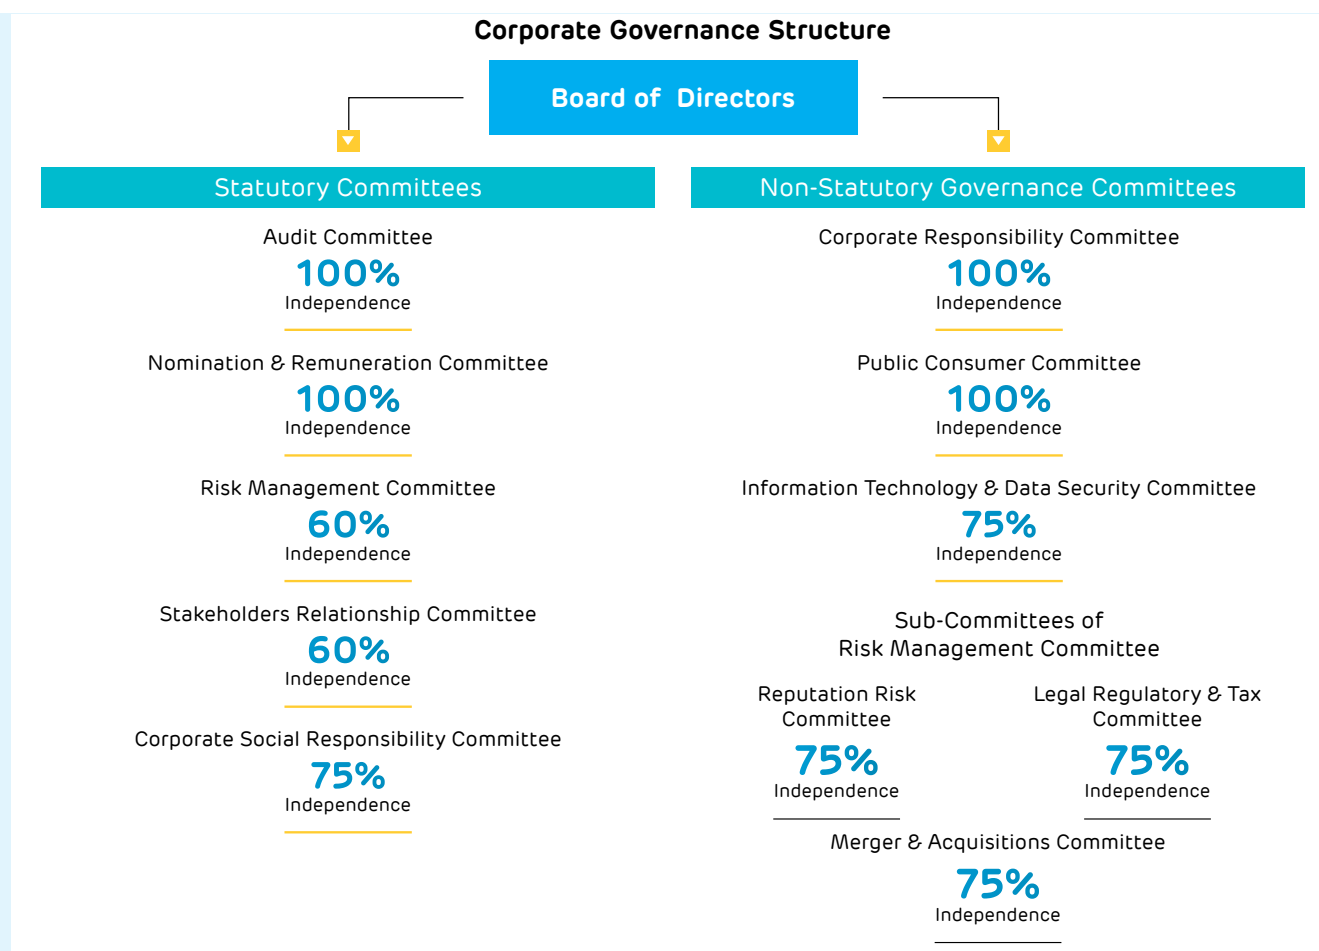 Corporate Governance Structure
Board of Directors
Statutory Committees
Audit Committee
100%
Independence
Nomination & Remuneration Committee
100%
Independence
Risk Management Committee
60%
Independence
Stakeholders Relationship Committee
60%
Independence
Corporate Social Responsibility Committee
75%
Independence
Non-Statutory Governance Committees
Corporate Responsibility Committee
100%
Independence
Public Consumer Committee
100%
Independence
Information Technology & Data Security Committee
75%
Independence
Sub-Committees of
Risk Management Committee
Reputation Risk
Committee
75%
Independence
Legal Regulatory & Tax
Committee
75%
Independence
Merger & Acquisitions Committee
75%
Independence